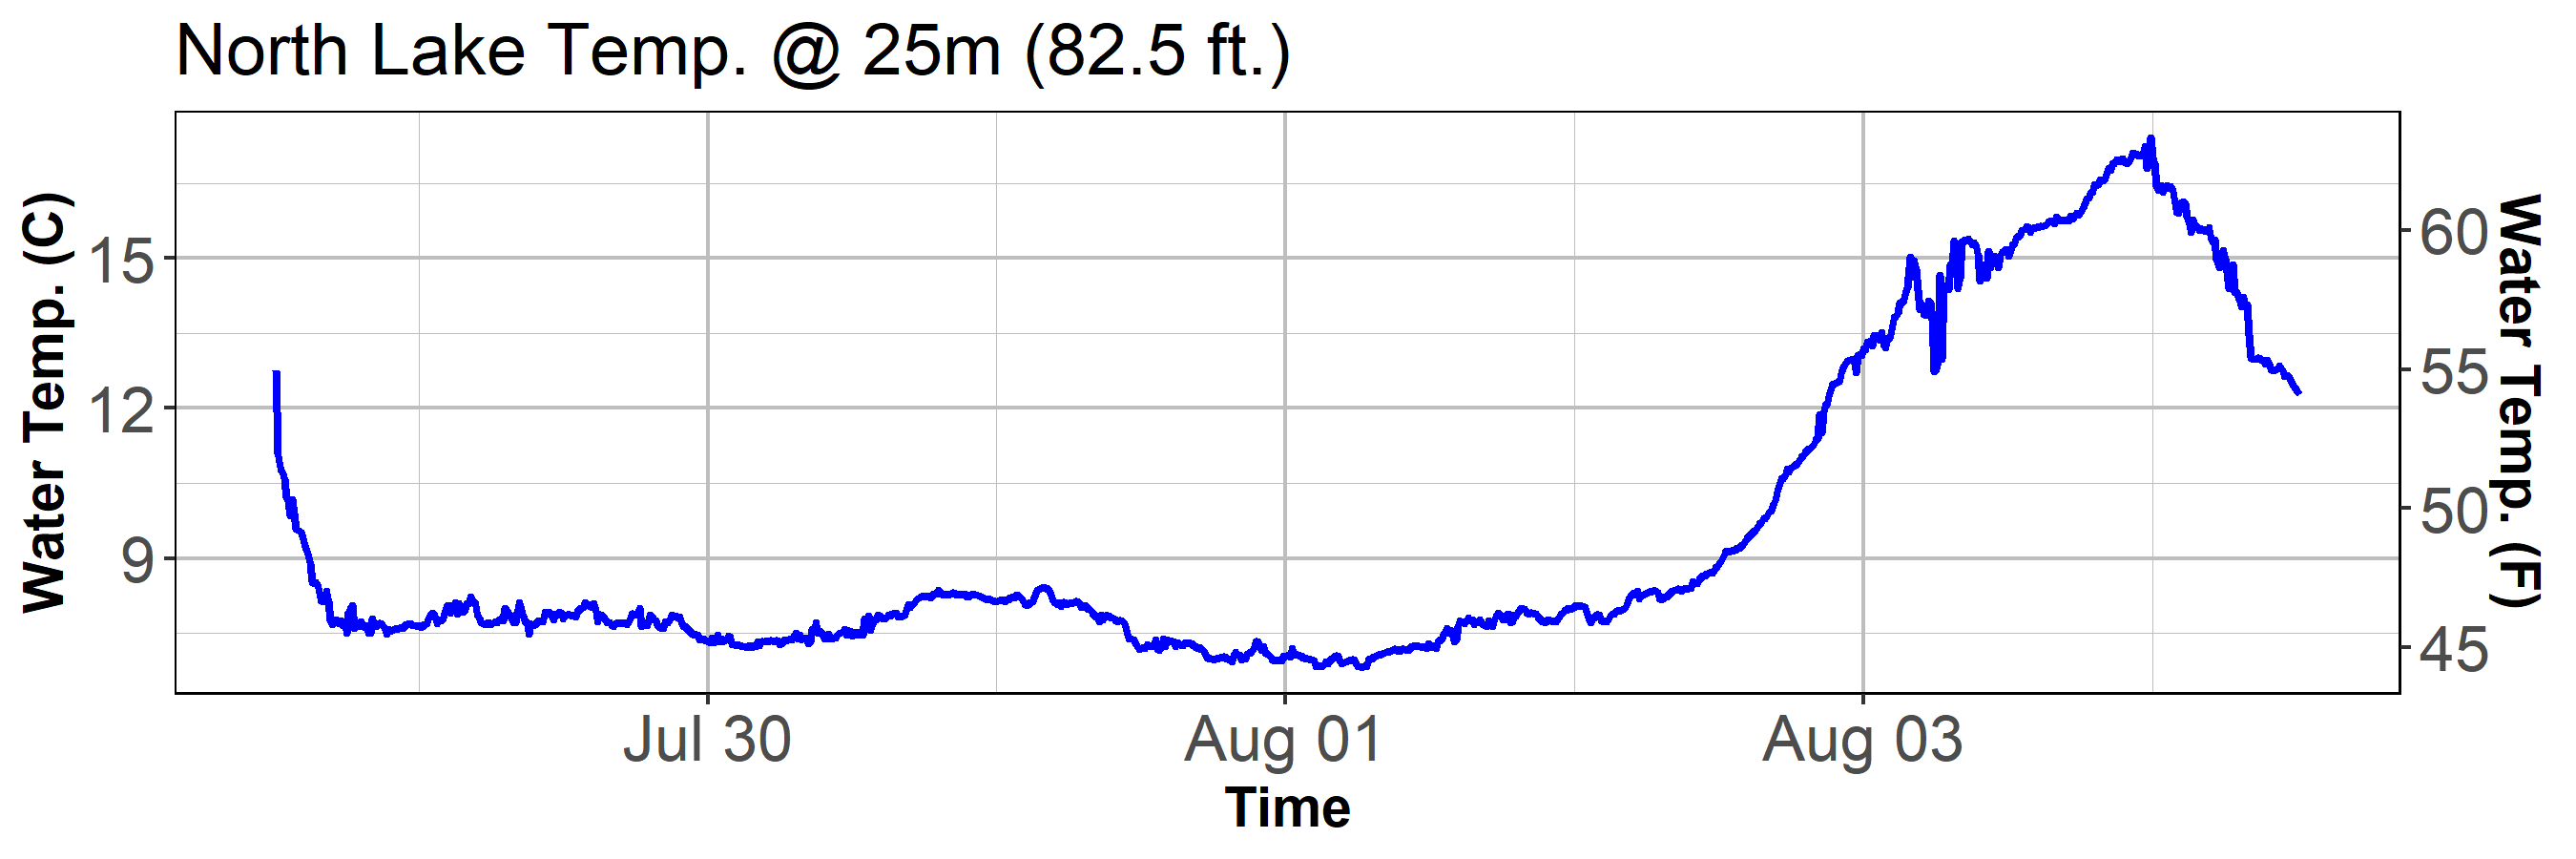 North Lake Temp. @ 25m (82.5 ft.)
Water Temp. (C)
15
12
9
60
55
50
45
Water Temp. (F)
Jul 30
Aug 01
Aug 03
Time